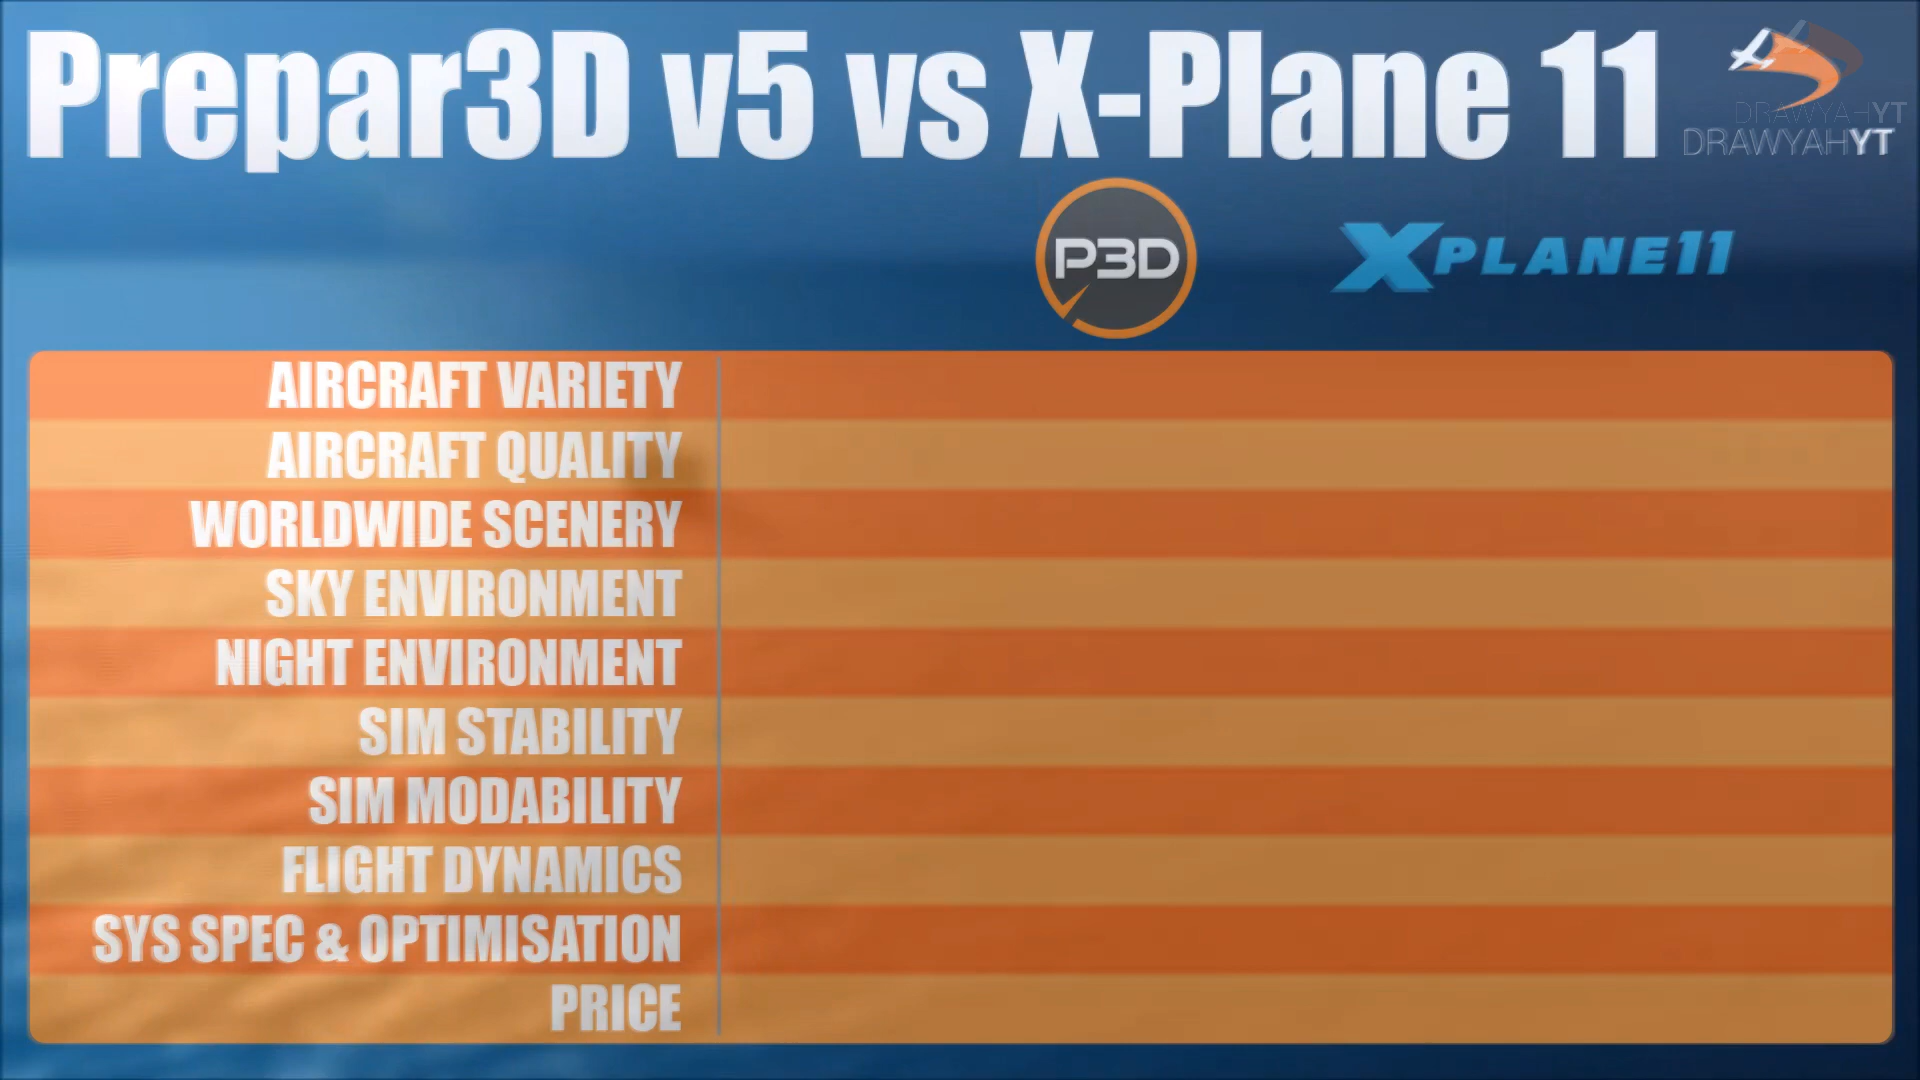 Prepar3D v5 vs X-Plane 11
DRAWYAHYT
DRAWYAHYT
P3D
XPLANE11
AIRCRAFT VARIETY
AIRCRAFT QUALITY
WORLDWIDE SCENERY
SKY ENVIRONMENT
NIGHT ENVIRONMENT
SIM STABILITY
SIM MODABILITY
FLIGHT DYNAMICS
SYS SPEC & OPTIMISATION
PRICE